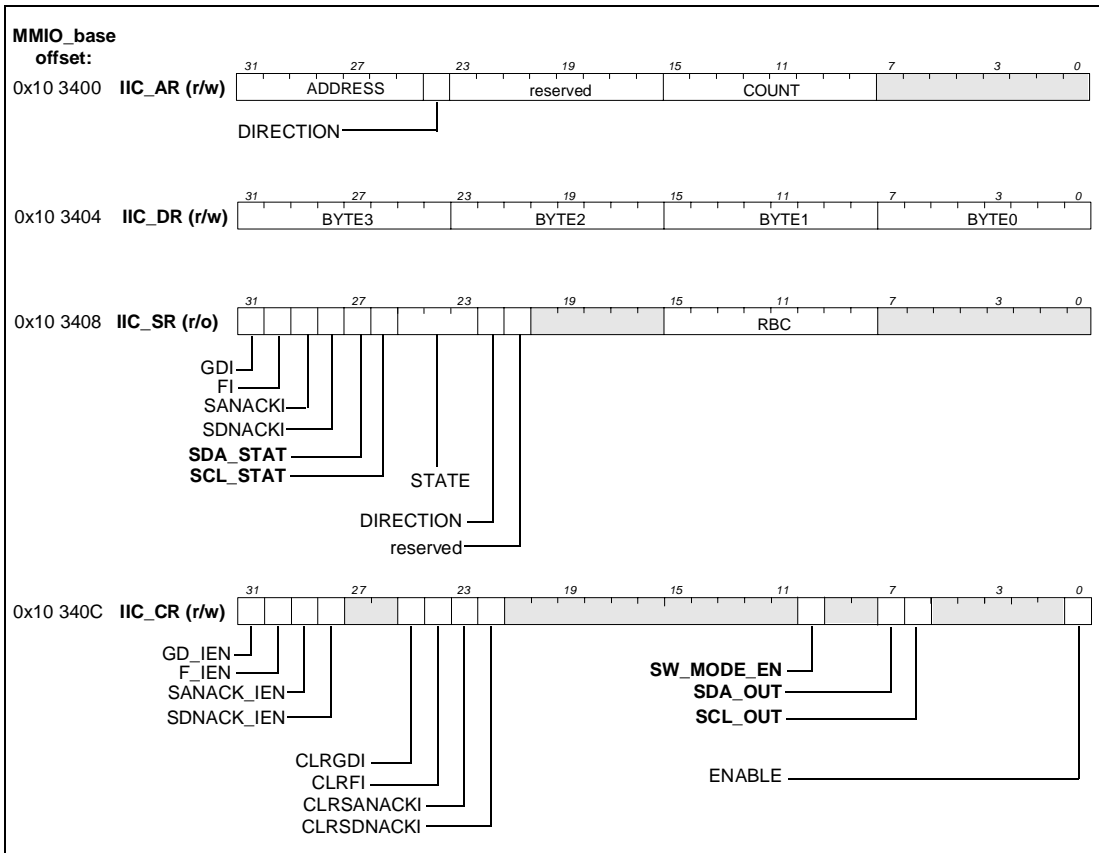 MMIO_base
offset:
31 27 23 19 15 11 7 3 0
0x10 3400 IIC_AR (r/w) ADDRESS reserved COUNT
DIRECTION
31 27 23 19 15 11 7 3 0
0x10 3404 IIC_DR (r/w) BYTE3 BYTE2 BYTE1 BYTE0
31 27 23 19 15 11 7 3 0
0x10 3408 IIC_SR (r/o) RBC
GDI
FI
SANACKI
SDNACKI
SDA_STAT
SCL_STAT
STATE
DIRECTION
reserved
31 27 23 19 15 11 7 3 0
0x10 340C IIC_CR (r/w)
GD_IEN
F_IEN
SANACK_IEN
SDNACK_IEN
SW_MODE_EN
SDA_OUT
SCL_OUT
CLRGDI
CLRFI
CLRSANACKI
CLRSDNACKI
ENABLE